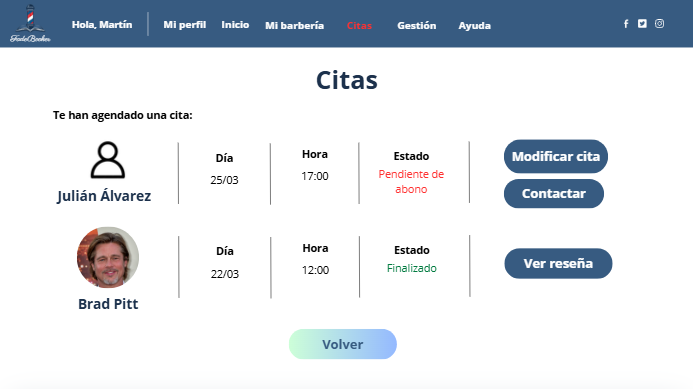 FadeBooker
Hola, Martín
Mi perfil
Inicio
Mi barbería
Citas
Gestión
Ayuda
Citas
Te han agendado una cita:
Julián Álvarez
Día
25/03
Hora
17:00
Estado
Pendiente de
abono
Modificar cita
Contactar
Brad Pitt
Día
22/03
Hora
12:00
Estado
Finalizado
Ver reseña
Volver